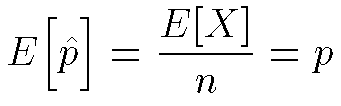 E[p̂] = E[X]/n = p